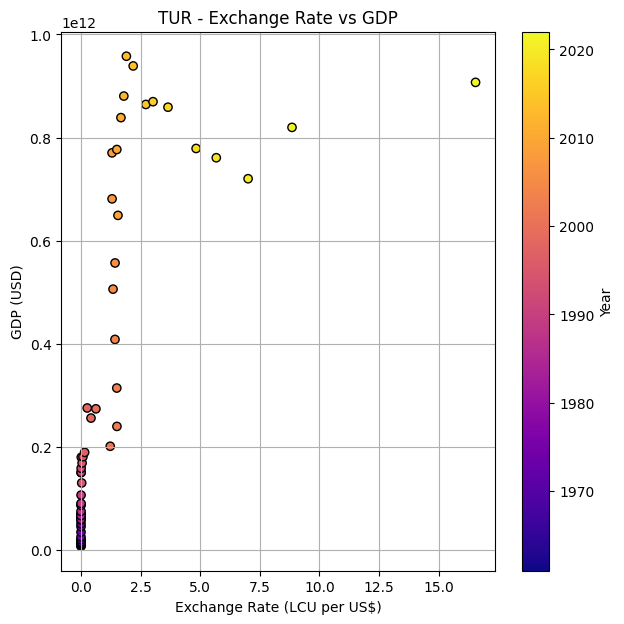 TUR - Exchange Rate vs GDP
1e12
1.0
0.8
0.6
0.4
0.2
0.0
GDP (USD)
0.0 2.5 5.0 7.5 10.0 12.5 15.0
Exchange Rate (LCU per US$)
2020
2010
2000
1990
1980
1970
Year